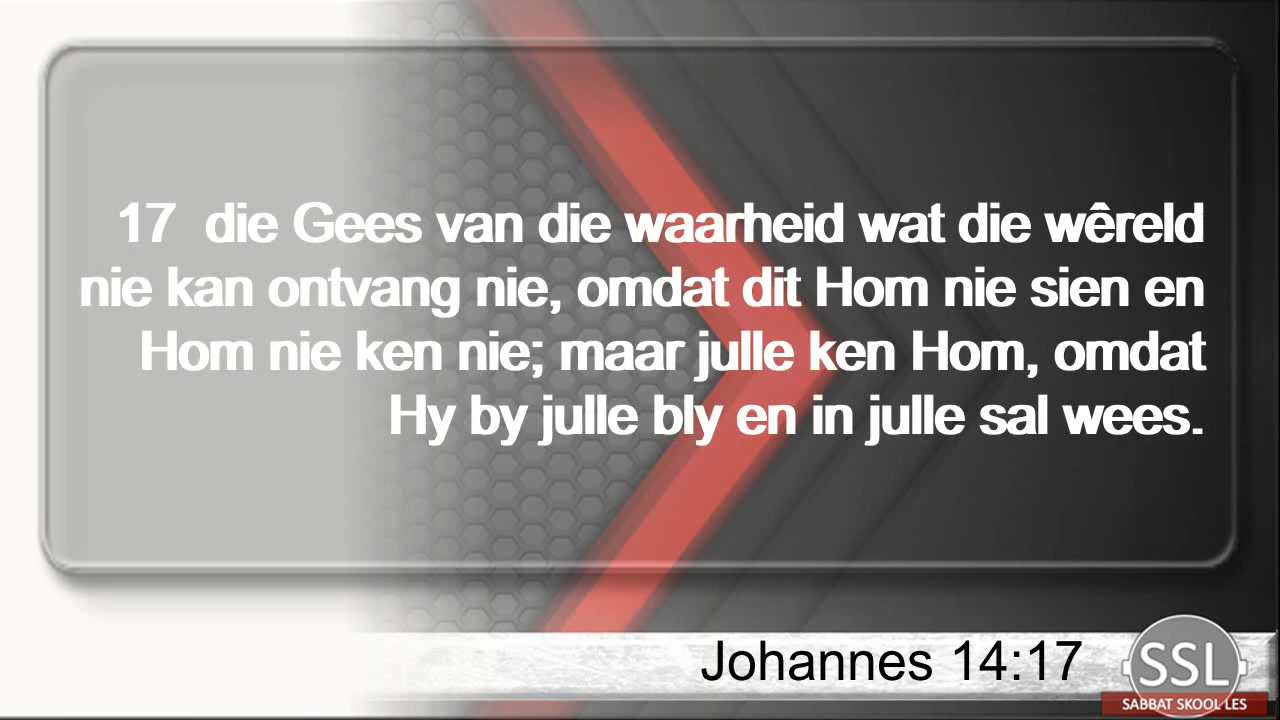 17 die Gees van die waarheid wat die wêreld
nie kan ontvang nie, omdat dit Hom nie sien en
Hom nie ken nie; maar julle ken Hom, omdat
Hy by julle bly en in julle sal wees.
Johannes 14:17
SSL
SABBAT SKOOL LES